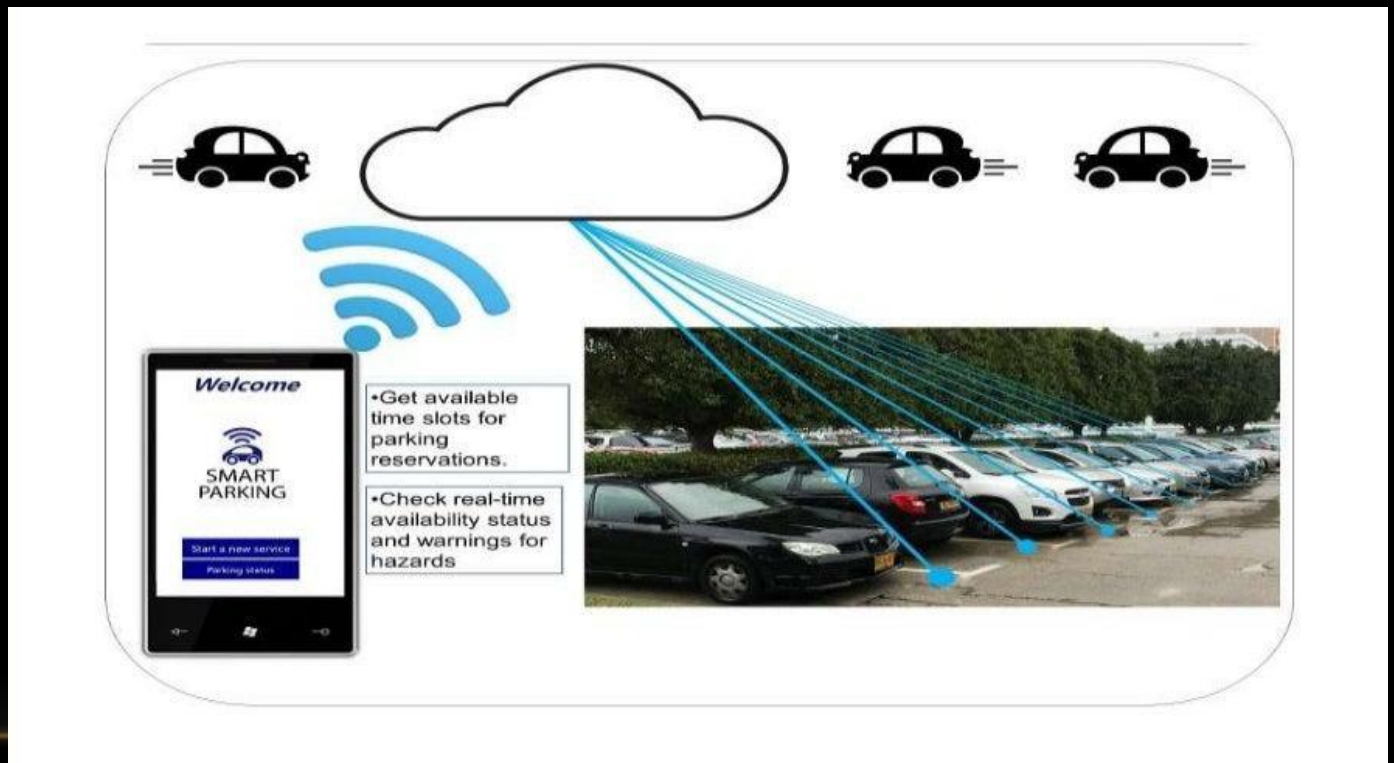 Welcome
SMART
PARKING
Start a new service
Parking status
•Get available
time slots for
parking
reservations.
•Check real-time
availability status
and warnings for
hazards